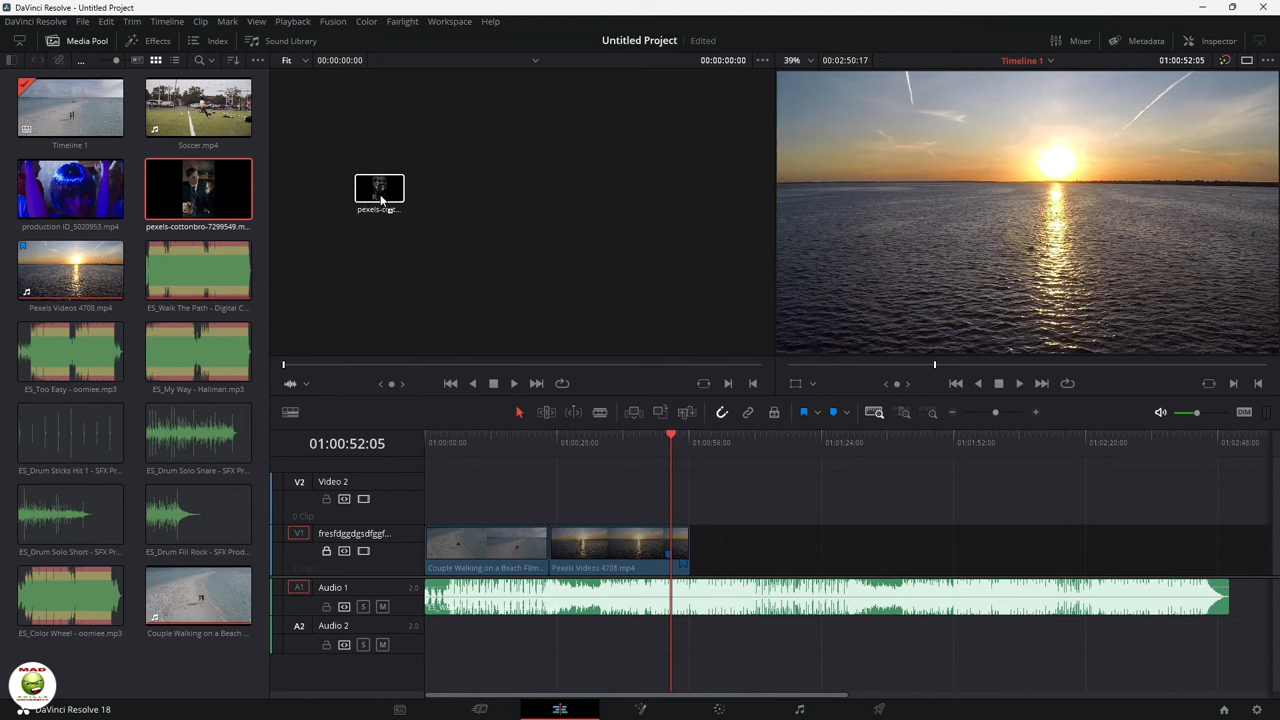 DaVinci Resolve - Untitled Project
DaVinci Resolve File Edit Trim Timeline Clip Mark View Playback Fusion Color Fairlight Workspace Help
Media Pool Effects Index Sound Library Untitled Project Edited Mixer Metadata Inspector
... Fit 00:00:00:00 00:00:00:00 39% 00:02:50:17 Timeline 1 01:00:52:05
Timeline 1 Soccer.mp4
production ID_5020953.mp4 pexels-cottonbro-7299549.m...
Pexels Videos 4708.mp4 ES_Walk The Path - Digital C...
ES_Too Easy - oomiee.mp3 ES_My Way - Hallman.mp3
ES_Drum Sticks Hit 1 - SFX Pr... ES_Drum Solo Snare - SFX Pr...
ES_Drum Solo Short - SFX Pr... ES_Drum Fill Rock - SFX Prod...
ES_Color Wheel - oomiee.mp3 Couple Walking on a Beach ...
DIM
01:00:52:05 01:00:00:00 01:00:28:00 01:00:56:00 01:01:24:00 01:01:52:00 01:02:20:00 01:02:48:00
V2 Video 2
0 Clip
V1 fresfdggdgsdfggf...
2 Clips
Couple Walking on a Beach Film... Pexels Videos 4708.mp4
A1 Audio 1 2.0
S M
A2 Audio 2 2.0
S M
MAD
DaVinci Resolve 18